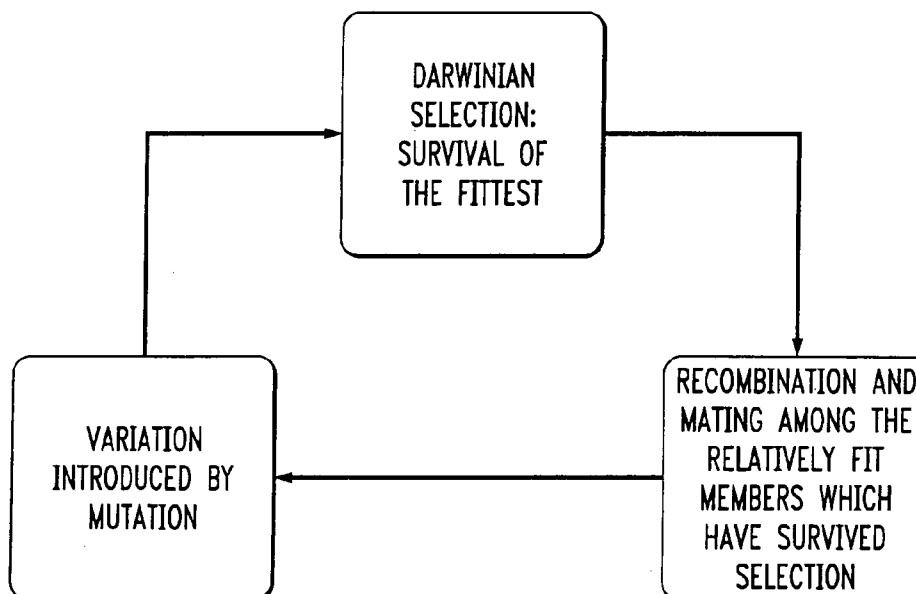 DARWINIAN
SELECTION:
SURVIVAL OF
THE FITTEST
RECOMBINATION AND
MATING AMONG THE
RELATIVELY FIT
MEMBERS WHICH
HAVE SURVIVED
SELECTION
VARIATION
INTRODUCED BY
MUTATION